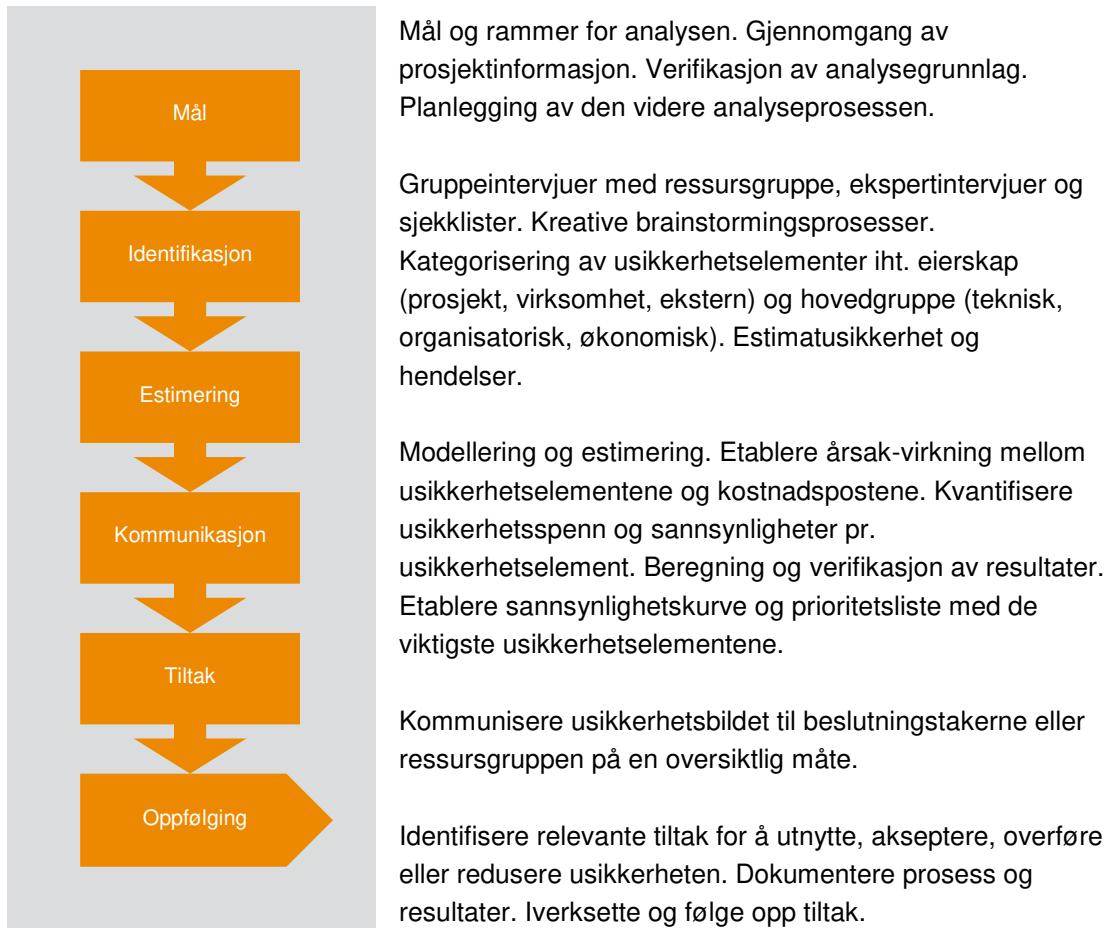 Mål
Identifikasjon
Estimering
Kommunikasjon
Tiltak
Oppfølging
Mål og rammer for analysen. Gjennomgang av
prosjektinformasjon. Verifikasjon av analysegrunnlag.
Planlegging av den videre analyseprosessen.
Gruppeintervjuer med ressursgruppe, ekspertintervjuer og
sjekklister. Kreative brainstormingsprosesser.
Kategorisering av usikkerhetselementer iht. eierskap
(prosjekt, virksomhet, ekstern) og hovedgruppe (teknisk,
organisatorisk, økonomisk). Estimatusikkerhet og
hendelser.
Modellering og estimering. Etablere årsak-virkning mellom
usikkerhetselementene og kostnadspostene. Kvantifisere
usikkerhetsspenn og sannsynligheter pr.
usikkerhetselement. Beregning og verifikasjon av resultater.
Etablere sannsynlighetskurve og prioritetsliste med de
viktigste usikkerhetselementene.
Kommunisere usikkerhetsbildet til beslutningstakerne eller
ressursgruppen på en oversiktlig måte.
Identifisere relevante tiltak for å utnytte, akseptere, overføre
eller redusere usikkerheten. Dokumentere prosess og
resultater. Iverksette og følge opp tiltak.